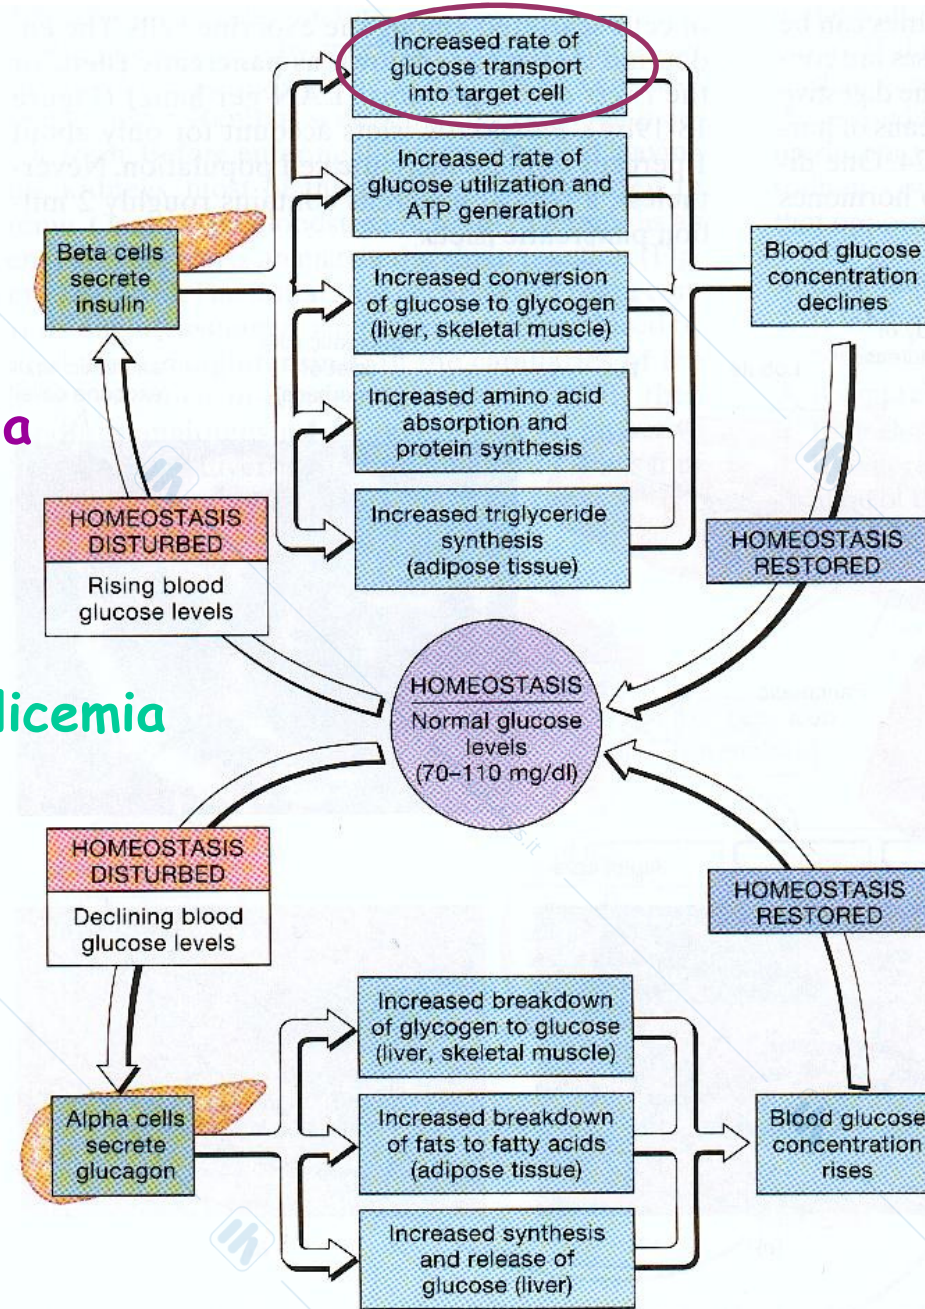 Increased rate of
glucose transport
into target cell
Increased rate of
glucose utilization and
ATP generation
Beta cells
secrete
insulin
Increased conversion
of glucose to glycogen
(liver, skeletal muscle)
Blood glucose
concentration
declines
Increased amino acid
absorption and
protein synthesis
a
HOMEOSTASIS
DISTURBED
Rising blood
glucose levels
Increased triglyceride
synthesis
(adipose tissue)
HOMEOSTASIS
RESTORED
HOMEOSTASIS
Normal glucose
levels
(70–110 mg/dl)
licemia
HOMEOSTASIS
DISTURBED
Declining blood
glucose levels
HOMEOSTASIS
RESTORED
Increased breakdown
of glycogen to glucose
(liver, skeletal muscle)
Alpha cells
secrete
glucagon
Increased breakdown
of fats to fatty acids
(adipose tissue)
Blood glucose
concentration
rises
Increased synthesis
and release of
glucose (liver)